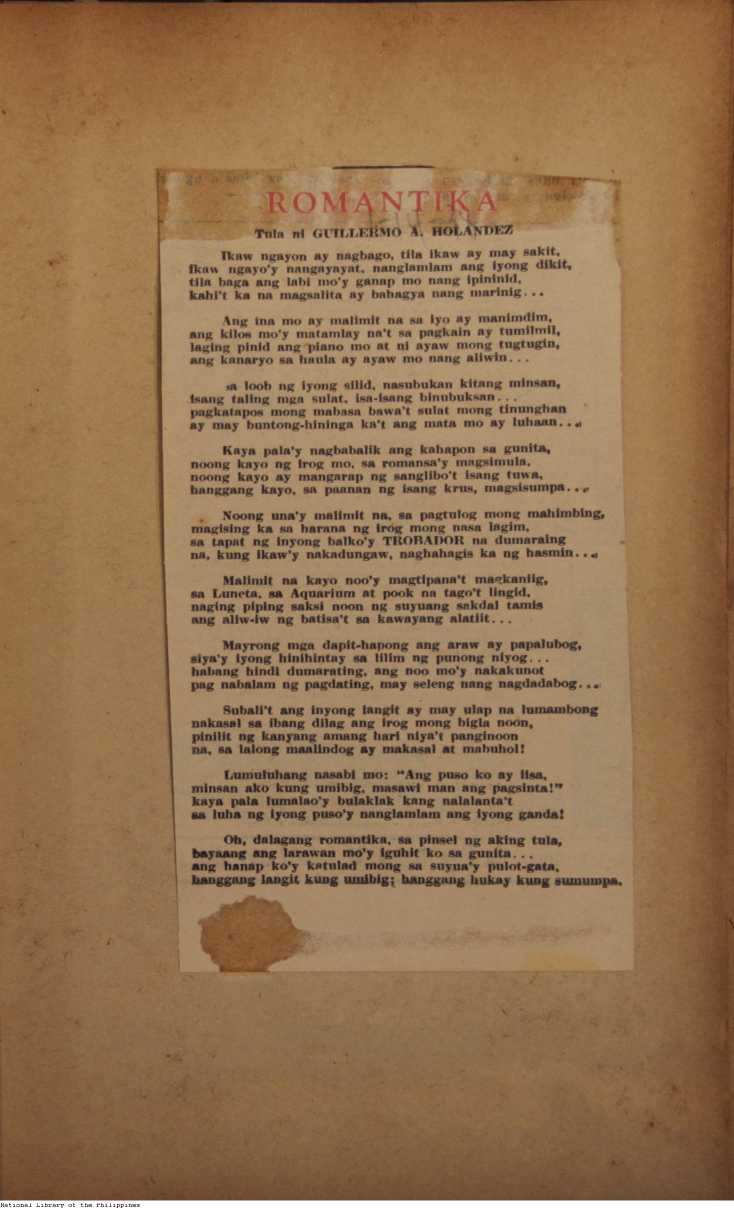 ROMANTIKA
Tula ni GUILLERMO A. HOLANDEZ
Ikaw ngayon ay nagbago, tila ikaw ay may sakit,
Ikaw ngayo'y nangayayat, nanglamlam ang iyong dikit,
tila baga ang labi mo'y ganap mo nang ipininid,
kahi't ka na magsalita ay bahagya nang marinig...
Ang ina mo ay malimit na sa iyo ay manimdim,
ang kilos mo'y matamlay na't sa pagkain ay tumilmil,
laging pinid ang piano mo at ni ayaw mong tugtugin,
ang kanaryo sa haula ay ayaw mo nang aliwin...
sa loob ng iyong silid, nasubukan kitang minsan,
isang taling mga sulat, isa-isang binubuksan...
pagkatapos mong mabasa bawa't sulat mong tinunghan
ay may buntong-hininga ka't ang mata mo ay luhaan...
Kaya pala'y nagbabalik ang kahapon sa gunita,
noong kayo ng irog mo, sa romansa'y magsimula,
noong kayo ay mangarap ng sanglibo't isang tuwa,
hanggang kayo, sa paanan ng isang krus, magsisumpa...
Noong una'y malimit na, sa pagtulog mong mahimbing,
magising ka sa harana ng irog mong nasa lagim,
sa tapat ng inyong balko'y TROBADOR na dumaraing
na, kung ikaw'y nakadungaw, naghahagis ka ng hasmin...
Malimit na kayo noo'y magtipana't magkaniig,
sa Luneta, sa Aquarium at pook na tago't lingid,
naging piping saksi noon ng suyuang sakdal tamis
ang aliw-iw ng batisa't sa kawayang alatiit...
Mayrong mga dapit-hapong ang araw ay papalubog,
siya'y iyong hinihintay sa lilim ng punong niyog...
habang hindi dumarating, ang noo mo'y nakakunot
pag nabalam ng pagdating, may seleng nang nagdadabog...
Subali't ang inyong langit ay may ulap na lumambong
nakasal sa ibang dilag ang irog mong bigla noon,
pinilit ng kanyang amang hari niya't panginoon
na, sa lalong maalindog ay makasal at mabuhol!
Lumuluhang nasabi mo: "Ang puso ko ay iisa,
minsan ako kung umibig, masawi man ang pagsinta!"
kaya pala lumalao'y bulaklak kang nalalanta't
sa luha ng iyong puso'y nanglamlam ang iyong ganda!
Oh, dalagang romantika, sa pinsel ng aking tula,
bayaang ang larawan mo'y iguhit ko sa gunita...
ang hanap ko'y katulad mong sa suyua'y pulot-gata,
hanggang langit kung umibig; hanggang hukay kung sumumpa.
National Library of the Philippines